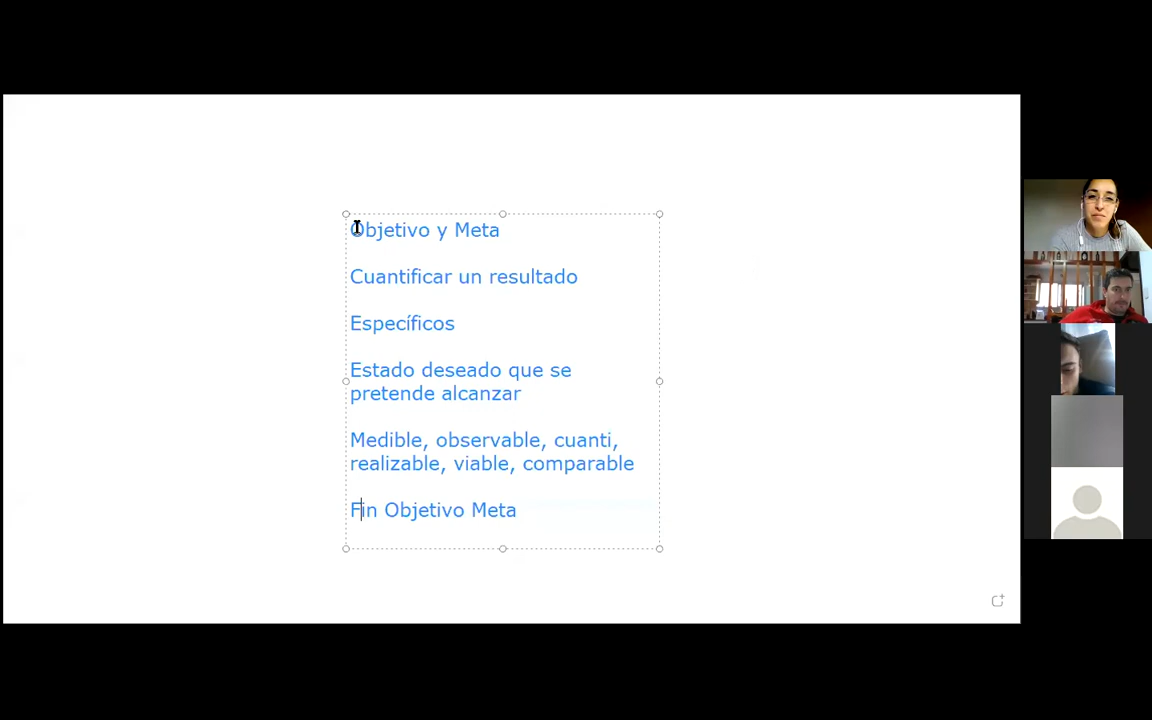 Objetivo y Meta
Cuantificar un resultado
Específicos
Estado deseado que se
pretende alcanzar
Medible, observable, cuanti,
realizable, viable, comparable
Fin Objetivo Meta